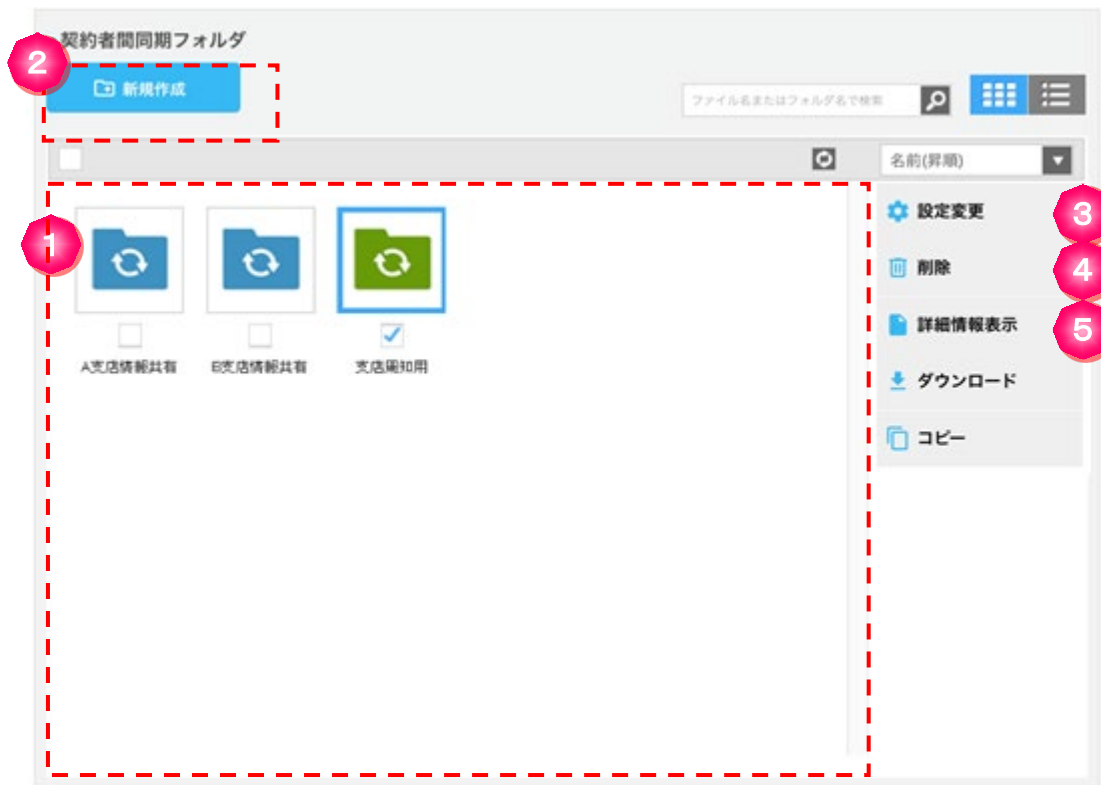 契約者間同期フォルダ
2
新規作成
ファイル名またはフォルダ名で検索
名前(昇順)
1
設定変更
3
削除
4
詳細情報表示
5
ダウンロード
コピー
A支店情報共有
B支店情報共有
支店周知用